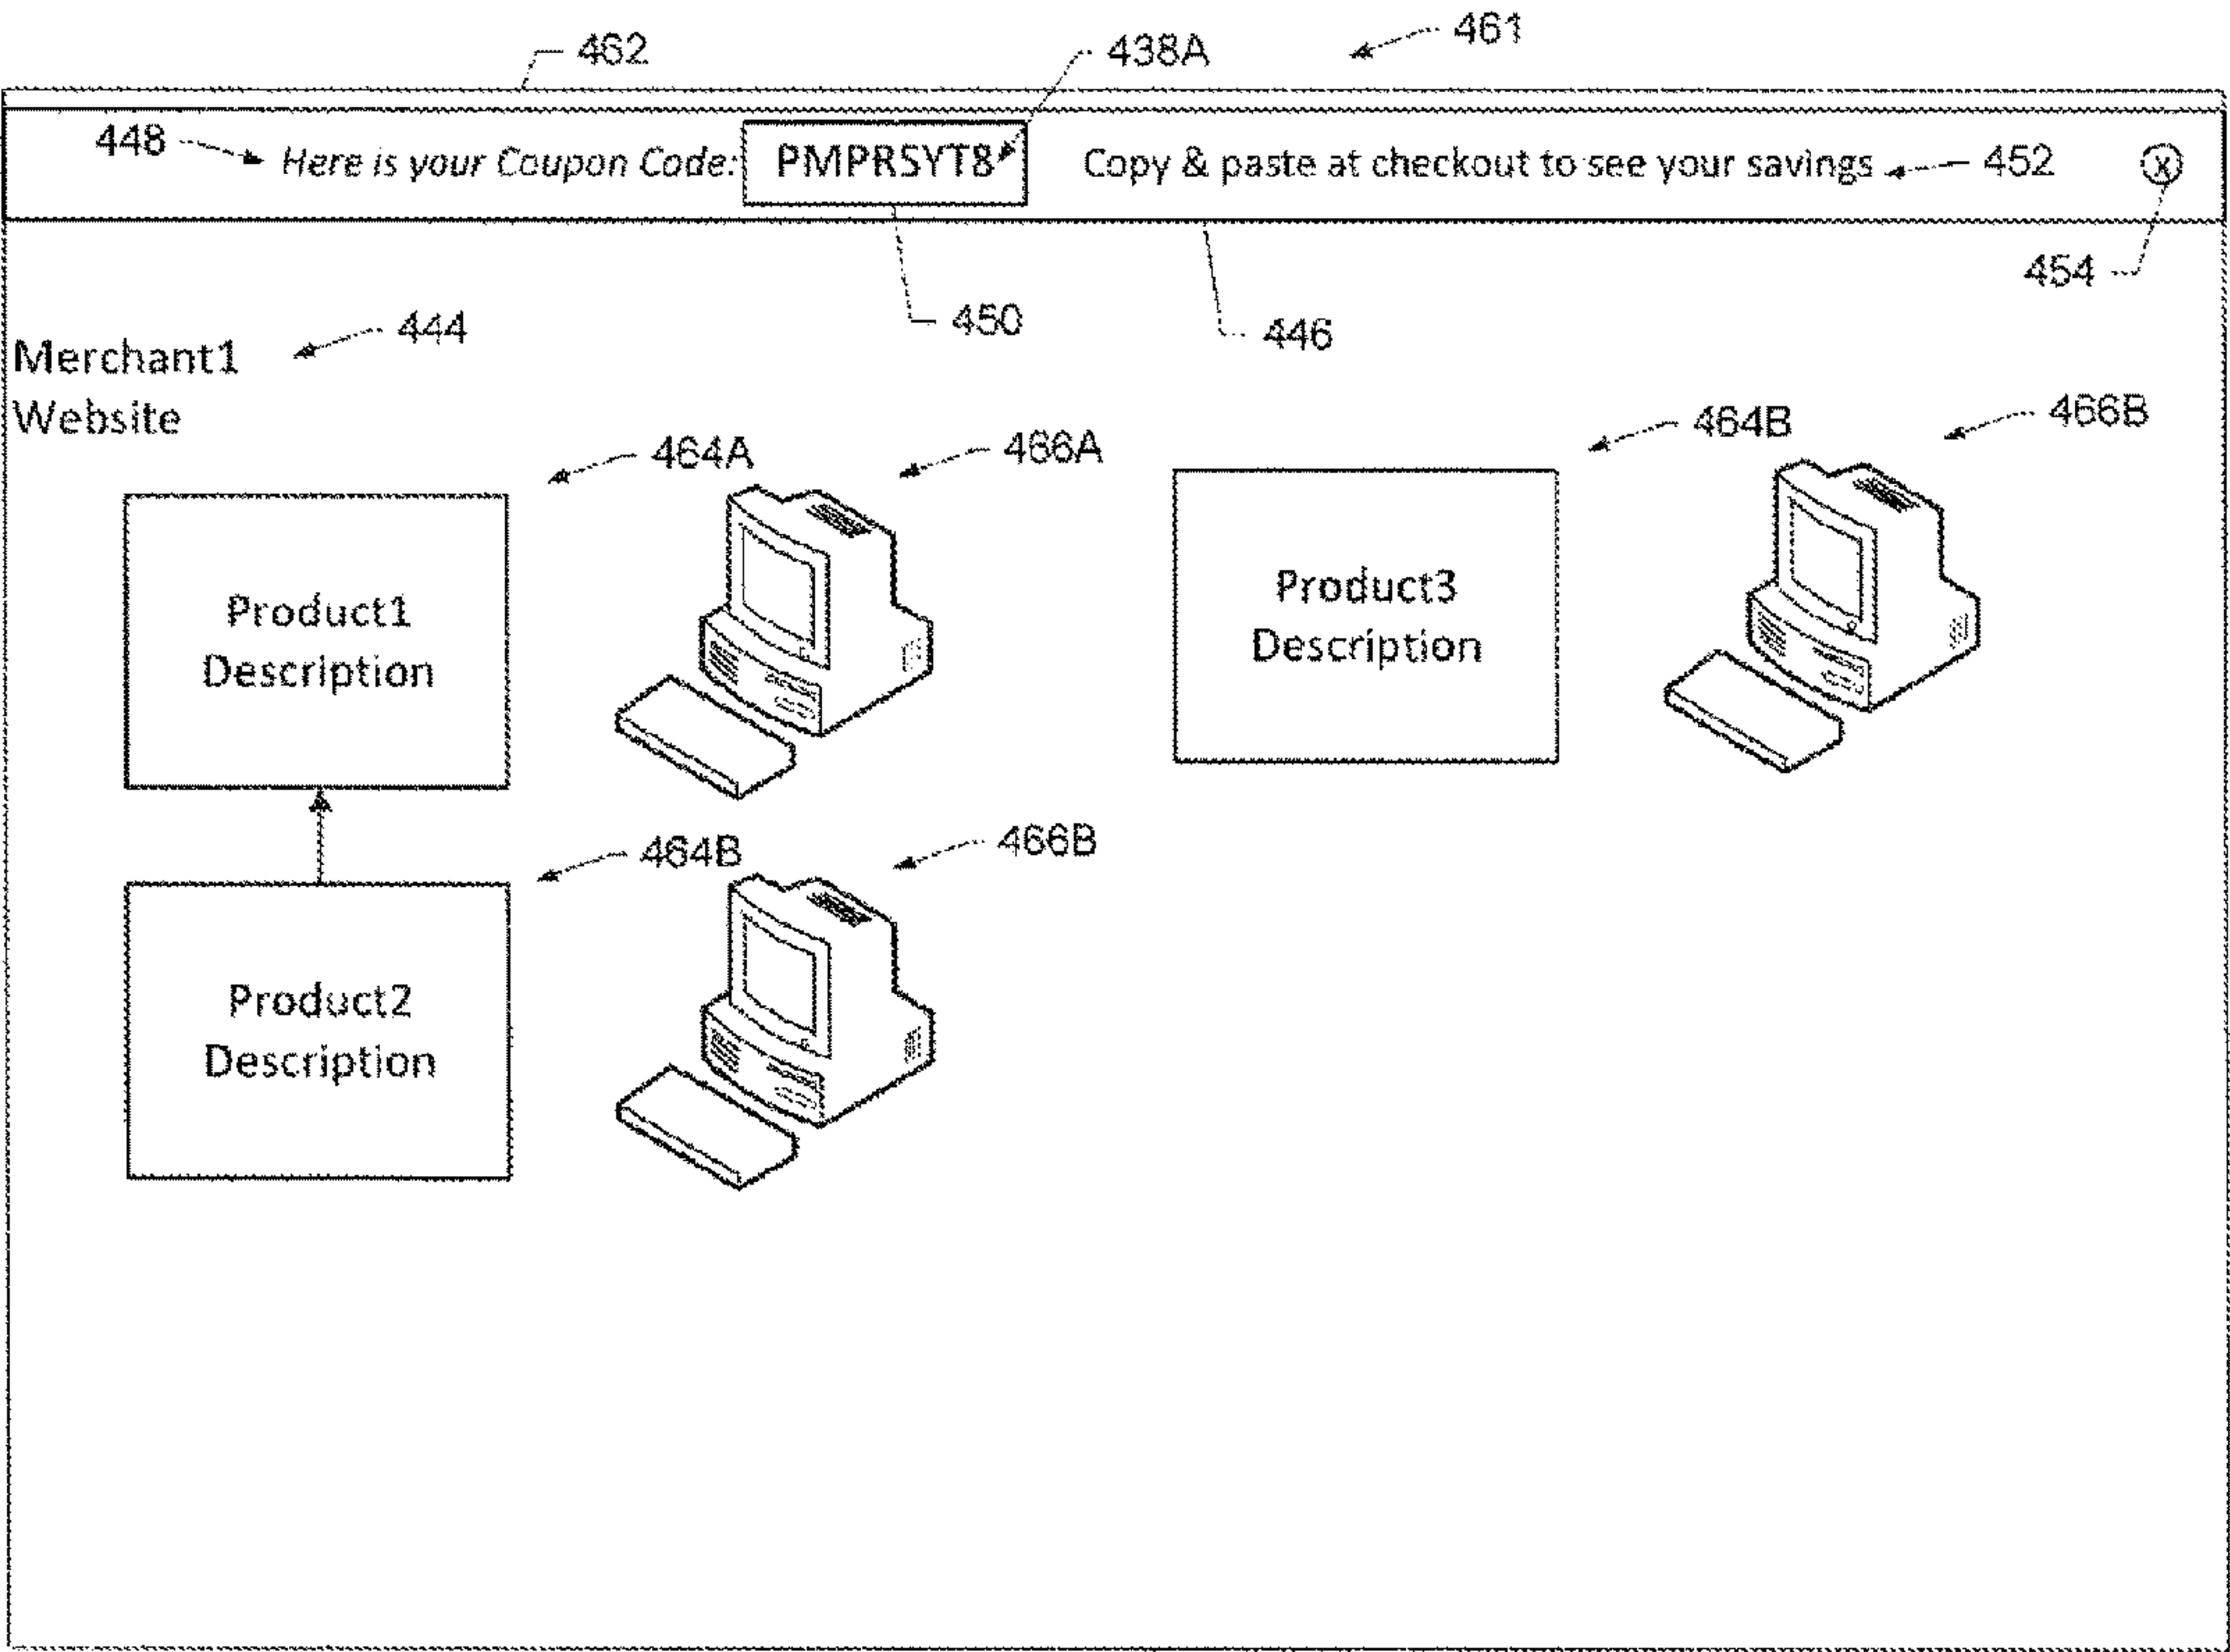 461
462
438A
448
Here is your Coupon Code: PMPRSYT8 Copy & paste at checkout to see your savings
452
X
454
450
446
444
Merchant1
Website
464A
466A
464B
466B
Product1
Description
Product3
Description
464B
466B
Product2
Description